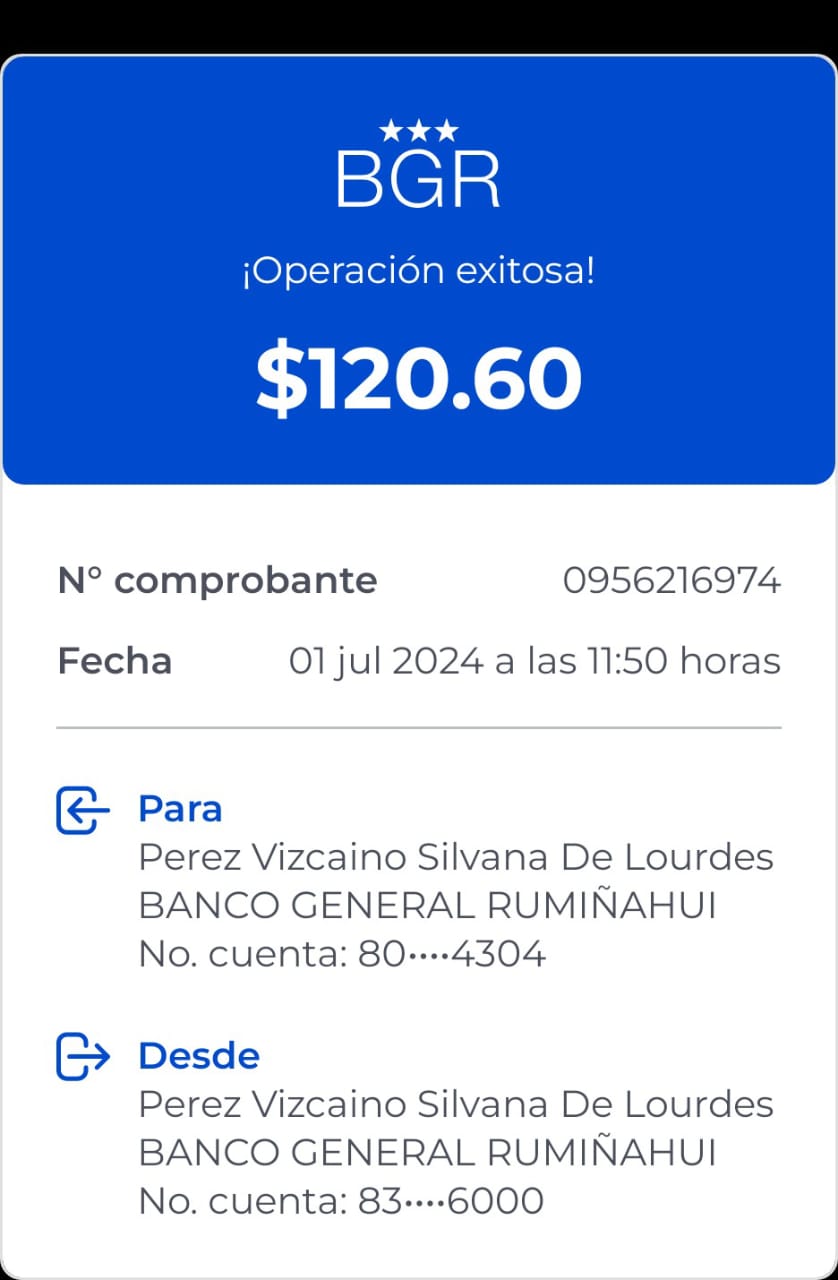 BGR
¡Operación exitosa!
$120.60
N° comprobante 0956216974
Fecha 01 jul 2024 a las 11:50 horas
Para
Perez Vizcaino Silvana De Lourdes
BANCO GENERAL RUMIÑAHUI
No. cuenta: 80••••4304
Desde
Perez Vizcaino Silvana De Lourdes
BANCO GENERAL RUMIÑAHUI
No. cuenta: 83••••6000